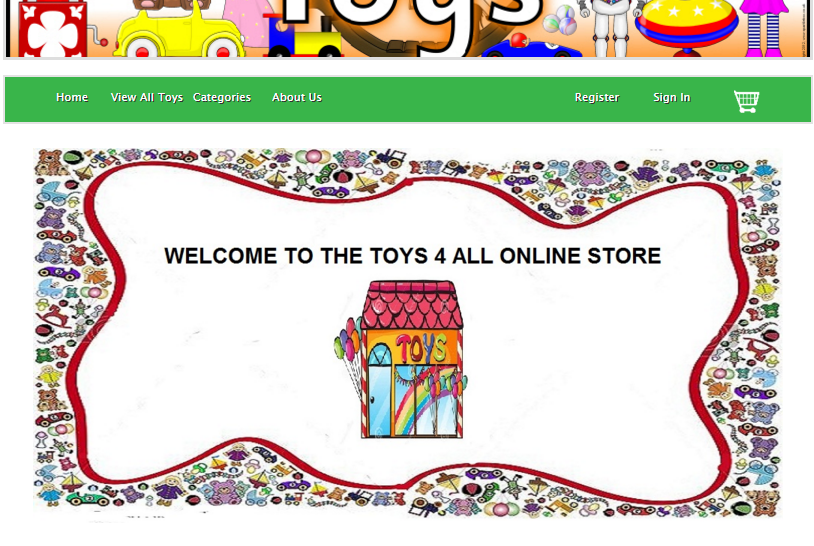 Toys
Home View All Toys Categories About Us Register Sign In
WELCOME TO THE TOYS 4 ALL ONLINE STORE
TOYS